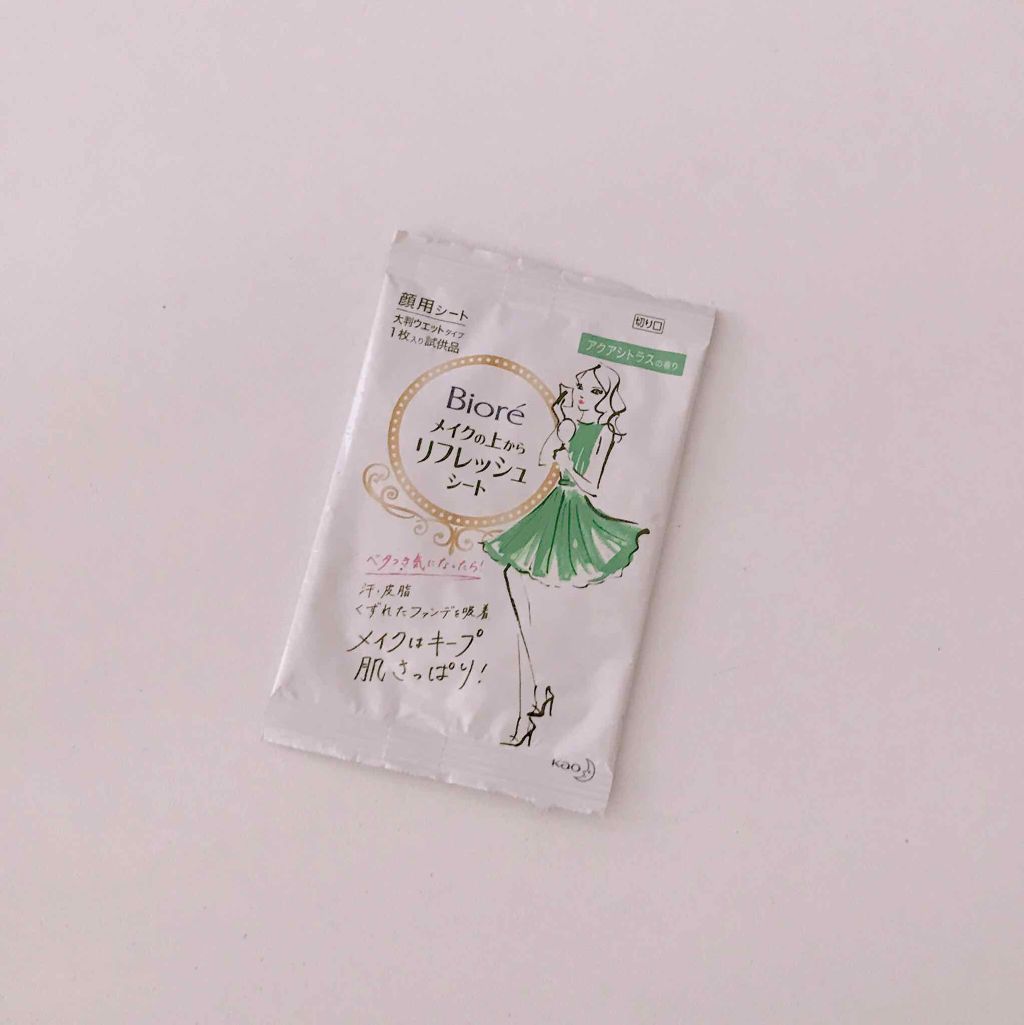 顔用シート
大判ウエットタイプ
1枚入り試供品
切り口
アクアシトラスの香り
Bioré
メイクの上から
リフレッシュ
シート
ベタつき気になったら!
汗・皮脂
くずれたファンデを吸着
メイクはキープ
肌さっぱり!
Kao